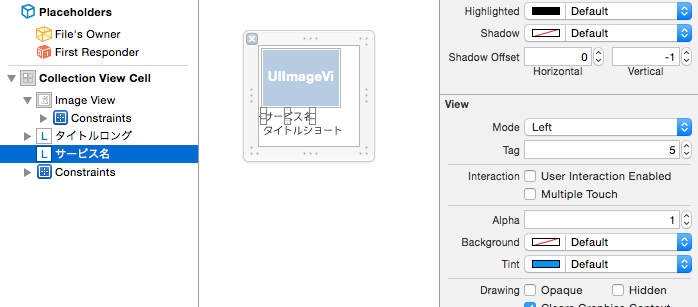 Placeholders
File's Owner
First Responder
Collection View Cell
Image View
Constraints
L タイトルロング
L サービス名
Constraints
UIImageVi
サービス名
タイトルショート
Highlighted Default
Shadow Default
Shadow Offset 0 -1
Horizontal Vertical
View
Mode Left
Tag 5
Interaction User Interaction Enabled
Multiple Touch
Alpha 1
Background Default
Tint Default
Drawing Opaque Hidden
Clears Graphics Context